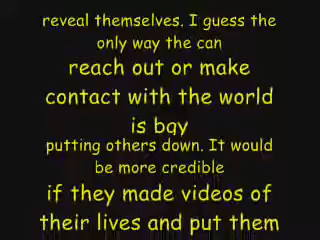 reveal themselves. I guess the
only way the can
reach out or make
contact with the world
is bay
putting others down. It would
be more credible
if they made videos of
their lives and put them